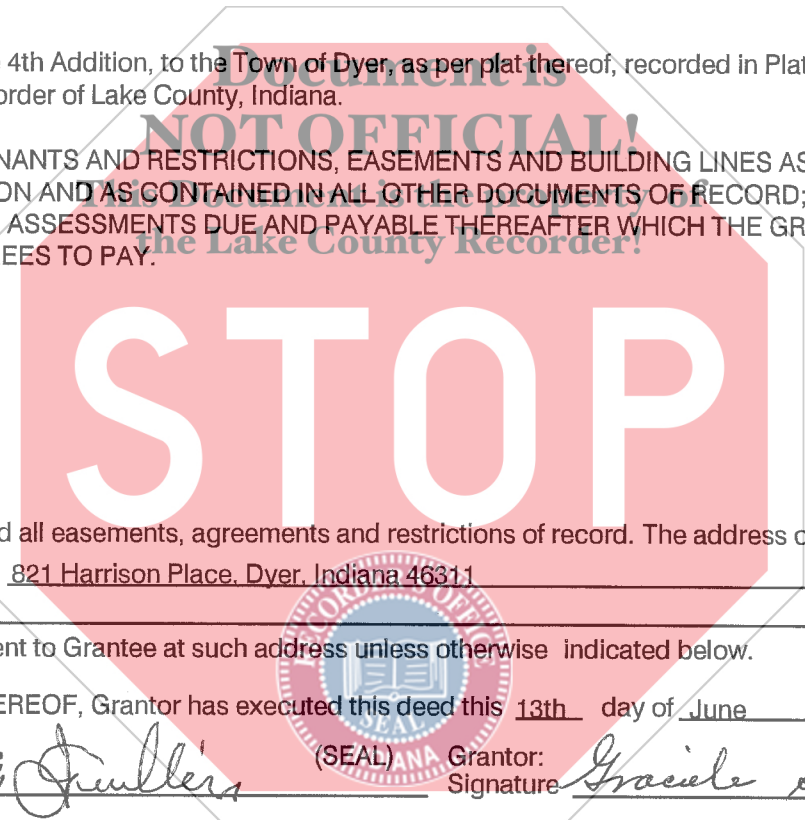 Document is
4th Addition, to the Town of Dyer, as per plat thereof, recorded in Plat
order of Lake County, Indiana.
NOT OFFICIAL!
NANTS AND RESTRICTIONS, EASEMENTS AND BUILDING LINES AS
ON AND AS CONTAINED IN ALL OTHER DOCUMENTS OF RECORD;
This Document is the property of
ASSESSMENTS DUE AND PAYABLE THEREAFTER WHICH THE GR
the Lake County Recorder!
EES TO PAY.
STOP
d all easements, agreements and restrictions of record. The address o
821 Harrison Place, Dyer, Indiana 46311
RECORDER'S OFFICE
ent to Grantee at such address unless otherwise indicated below.
EREOF, Grantor has executed this deed this 13th day of June
SEAL
INDIANA
(SEAL) Grantor:
Signature